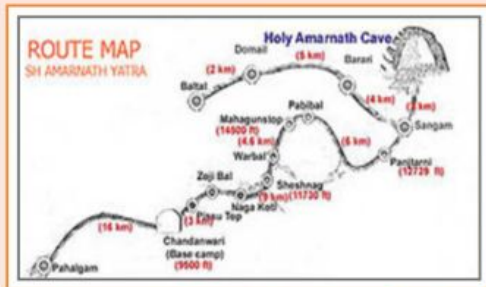 ROUTE MAP
SH AMARNATH YATRA
Holy Amarnath Cave
Domail
(5 km)
Barari
(2 km)
Baltal
(4 km)
Sangam
Pabibal
Mahagunstop
(14500 ft)
(4.6 km)
Warbal
(6 km)
Panjtarni
(12729 ft)
Zoji Bal
Sheshnag
(11730 ft)
(9 km)
Naga Koti
Pissu Top
(3 km)
(16 km)
Chandanwari
(Base camp)
(9500 ft)
Pahalgam